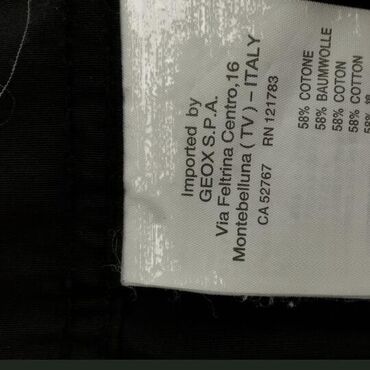 Imported by
GEOX S.P.A.
Via Feltrina Centro,16
Montebelluna ( TV ) – ITALY
CA 52767 RN 121783
58% COTONE
58% BAUMWOLLE
58% COTON
58% COTTON